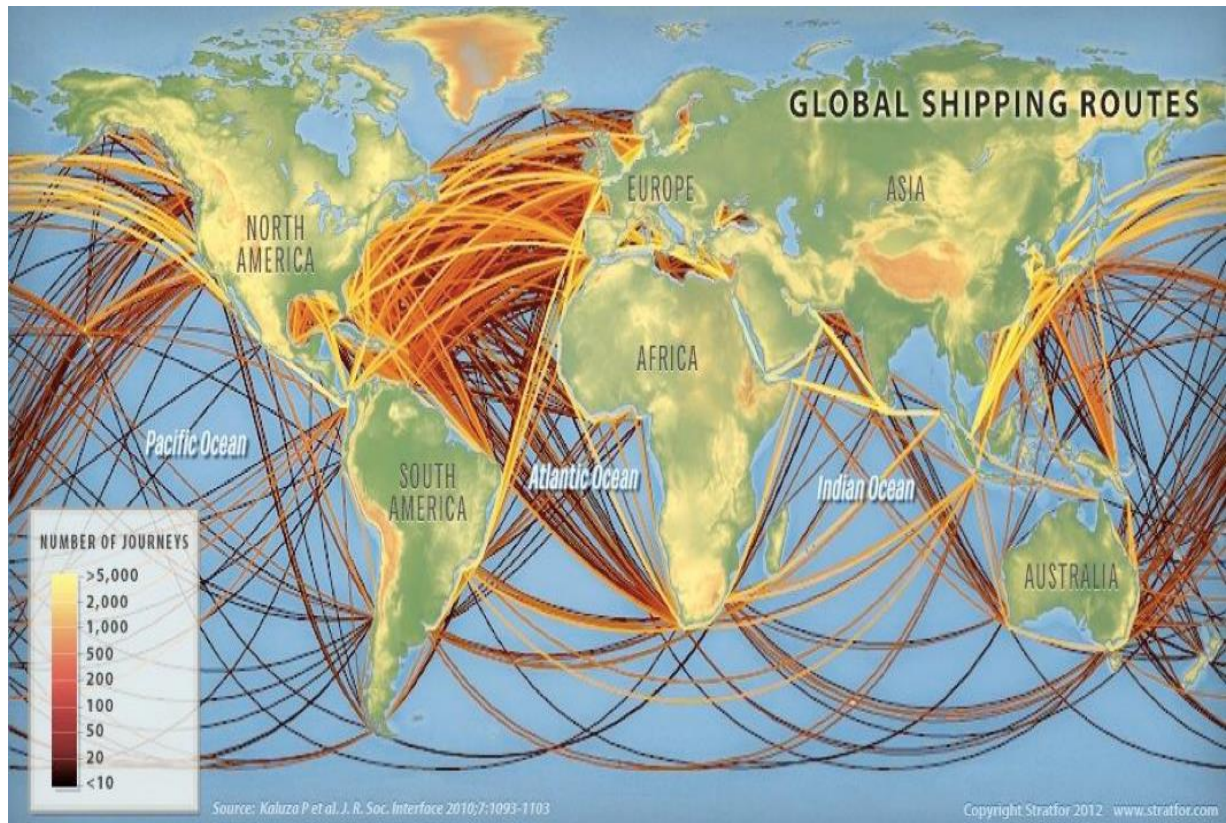 GLOBAL SHIPPING ROUTES
EUROPE
ASIA
NORTH
AMERICA
AFRICA
Pacific Ocean
SOUTH
AMERICA
Atlantic Ocean
Indian Ocean
AUSTRALIA
NUMBER OF JOURNEYS
>5,000
2,000
1,000
500
200
100
50
20
<10
Source: Kaluza P et al. J. R. Soc. Interface 2010;7:1093-1103
Copyright Stratfor 2012 www.stratfor.com